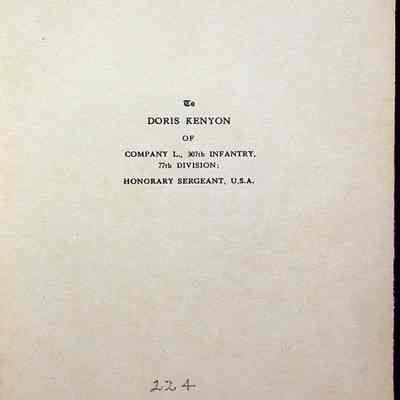 To
DORIS KENYON
OF
COMPANY L., 307th INFANTRY,
77th DIVISION;
HONORARY SERGEANT, U.S.A.
224